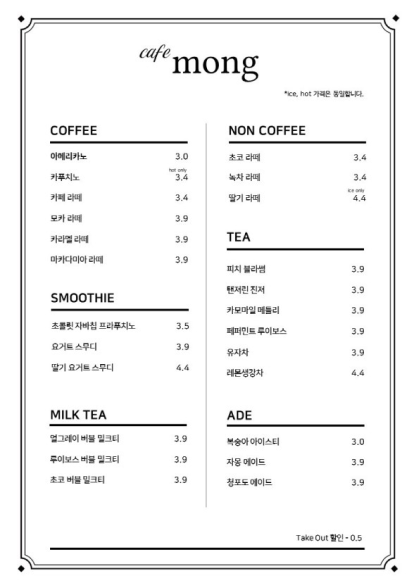 cafe mong
*ice, hot 가격은 동일합니다.
COFFEE
아메리카노 3.0
hot only
카푸치노 3.4
카페 라떼 3.4
모카 라떼 3.9
카라멜 라떼 3.9
마카다미아 라떼 3.9
SMOOTHIE
초콜릿 자바칩 프라푸치노 3.5
요거트 스무디 3.9
딸기 요거트 스무디 4.4
MILK TEA
얼그레이 버블 밀크티 3.9
루이보스 버블 밀크티 3.9
초코 버블 밀크티 3.9
NON COFFEE
초코 라떼 3.4
녹차 라떼 3.4
ice only
딸기 라떼 4.4
TEA
피치 블라썸 3.9
탠저린 진저 3.9
카모마일 메들리 3.9
페퍼민트 루이보스 3.9
유자차 3.9
레몬생강차 4.4
ADE
복숭아 아이스티 3.0
자몽 에이드 3.9
청포도 에이드 3.9
Take Out 할인 - 0.5